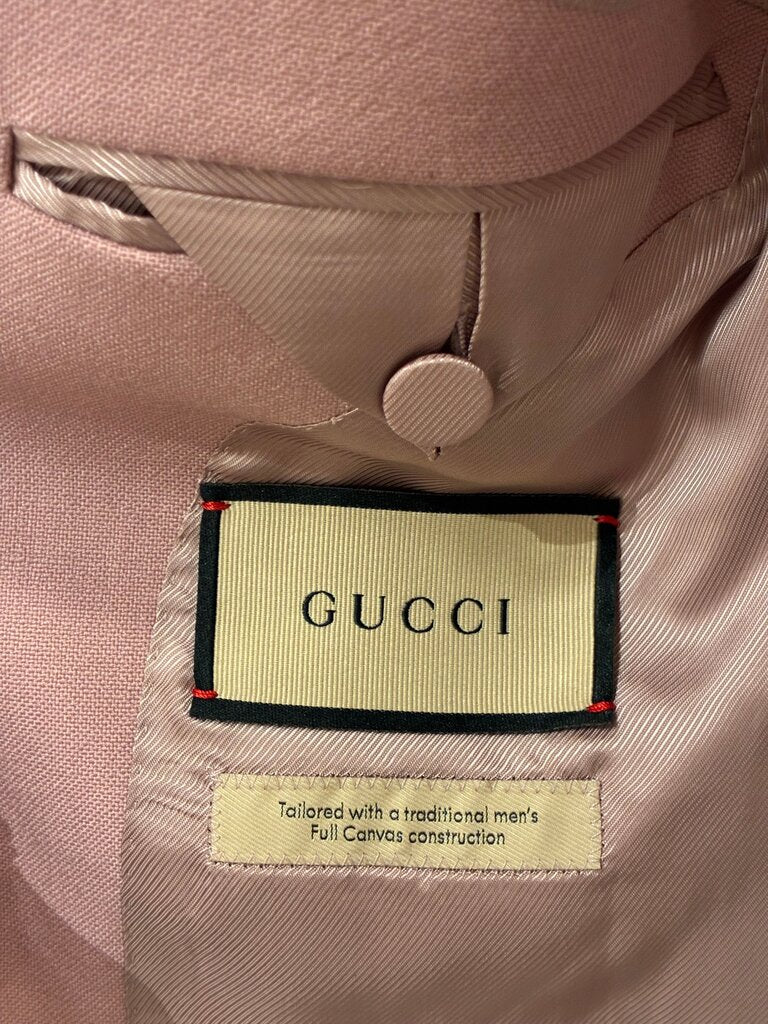 GUCCI
Tailored with a traditional men's
Full Canvas construction